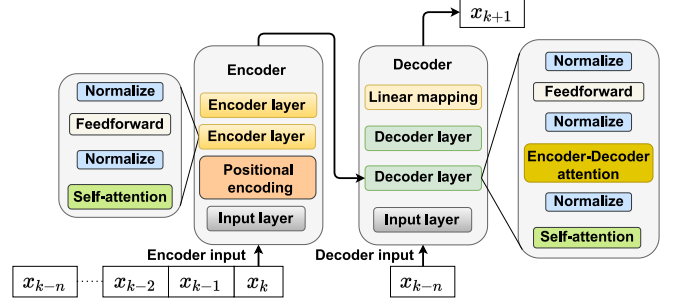 x_{k+1}
Encoder
Decoder
Normalize
Feedforward
Normalize
Self-attention
Encoder layer
Encoder layer
Positional
encoding
Input layer
Linear mapping
Decoder layer
Decoder layer
Input layer
Normalize
Feedforward
Normalize
Encoder-Decoder
attention
Normalize
Self-attention
Encoder input
Decoder input
x_{k-n} ...... x_{k-2} x_{k-1} x_k
x_{k-n}